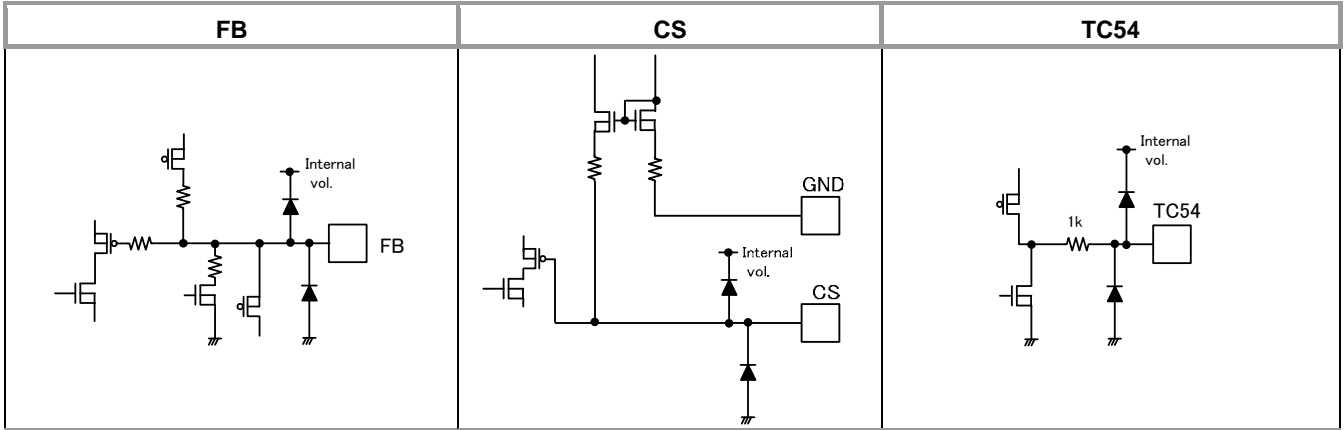 FB
CS
TC54
Internal
vol.
FB
GND
Internal
vol.
CS
Internal
vol.
TC54
1k